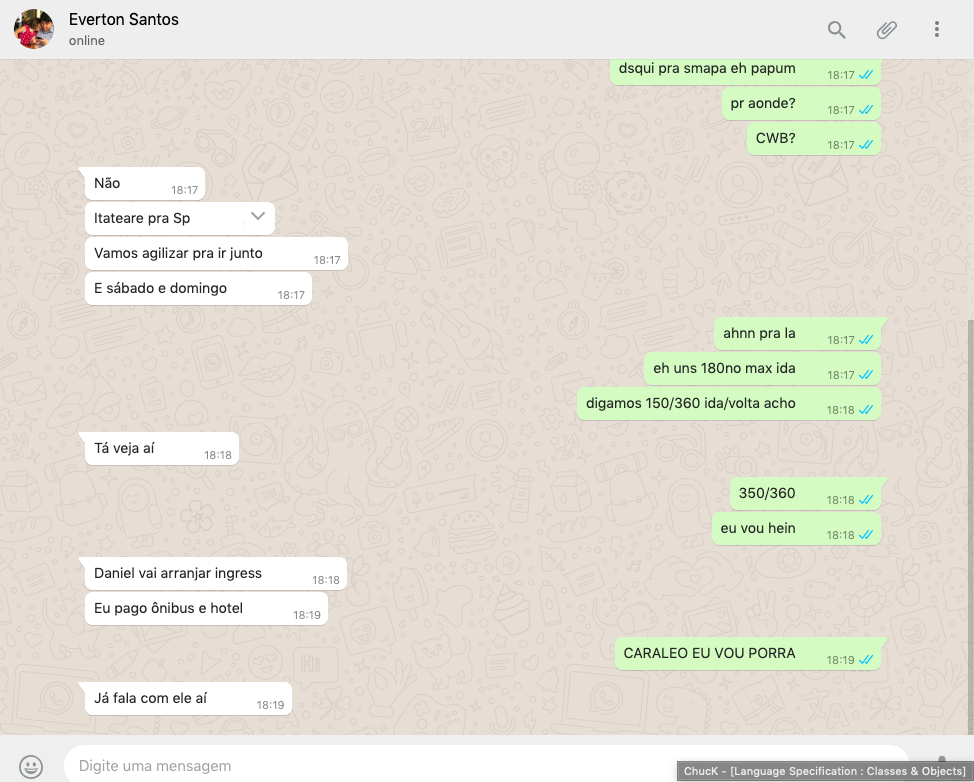 Everton Santos
online
dsqui pra smapa eh papum 18:17
pr aonde? 18:17
CWB? 18:17
Não 18:17
Itateare pra Sp
Vamos agilizar pra ir junto 18:17
E sábado e domingo 18:17
ahnn pra la 18:17
eh uns 180no max ida 18:17
digamos 150/360 ida/volta acho 18:18
Tá veja aí 18:18
350/360 18:18
eu vou hein 18:18
Daniel vai arranjar ingress 18:18
Eu pago ônibus e hotel 18:19
CARALEO EU VOU PORRA 18:19
Já fala com ele aí 18:19
Digite uma mensagem
ChucK - [Language Specification : Classes & Objects]